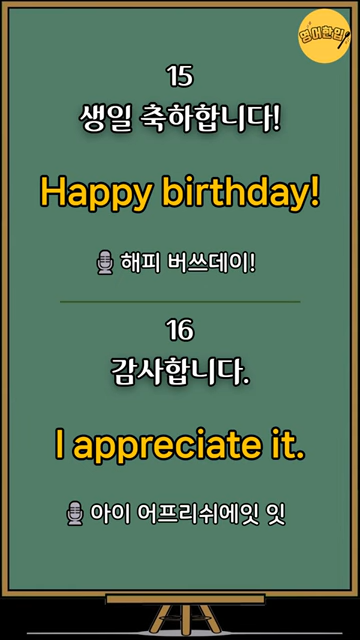 영어한입
15
생일 축하합니다!
Happy birthday!
해피 버쓰데이!
16
감사합니다.
I appreciate it.
아이 어프리쉬에잇 잇